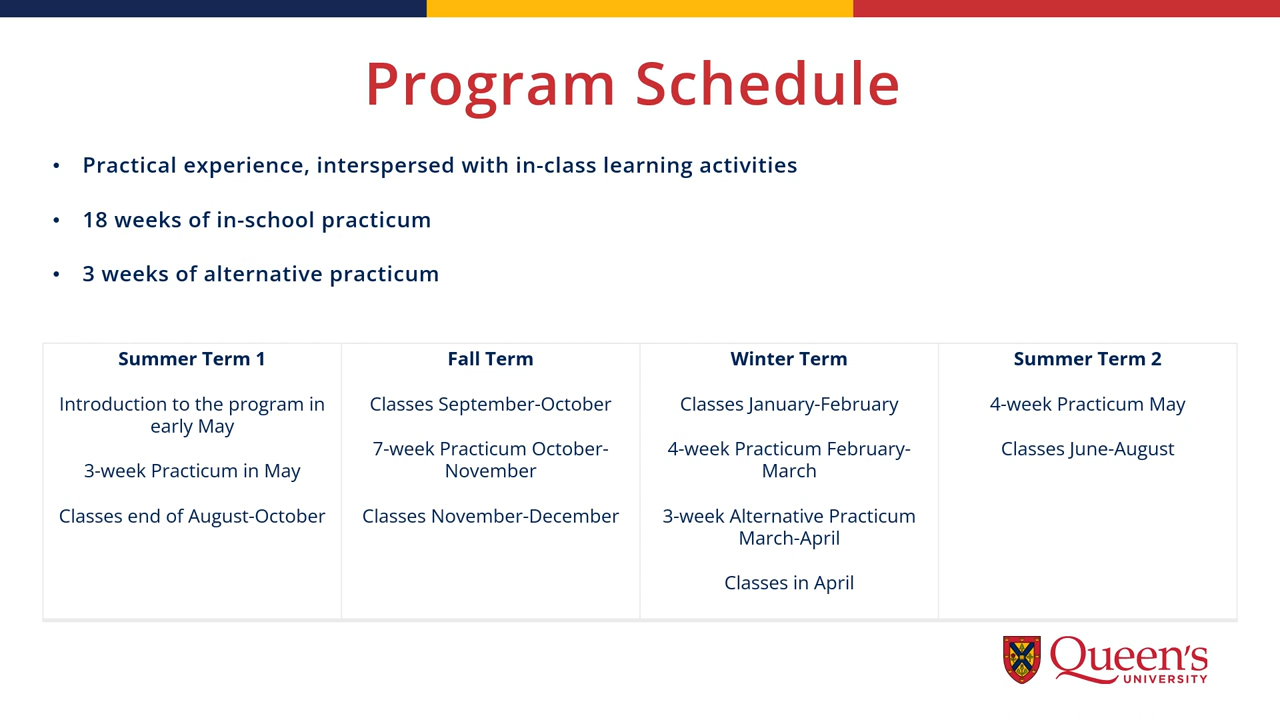 Program Schedule
• Practical experience, interspersed with in-class learning activities
• 18 weeks of in-school practicum
• 3 weeks of alternative practicum
Summer Term 1
Introduction to the program in
early May
3-week Practicum in May
Classes end of August-October
Fall Term
Classes September-October
7-week Practicum October-
November
Classes November-December
Winter Term
Classes January-February
4-week Practicum February-
March
3-week Alternative Practicum
March-April
Classes in April
Summer Term 2
4-week Practicum May
Classes June-August
Queen's
UNIVERSITY